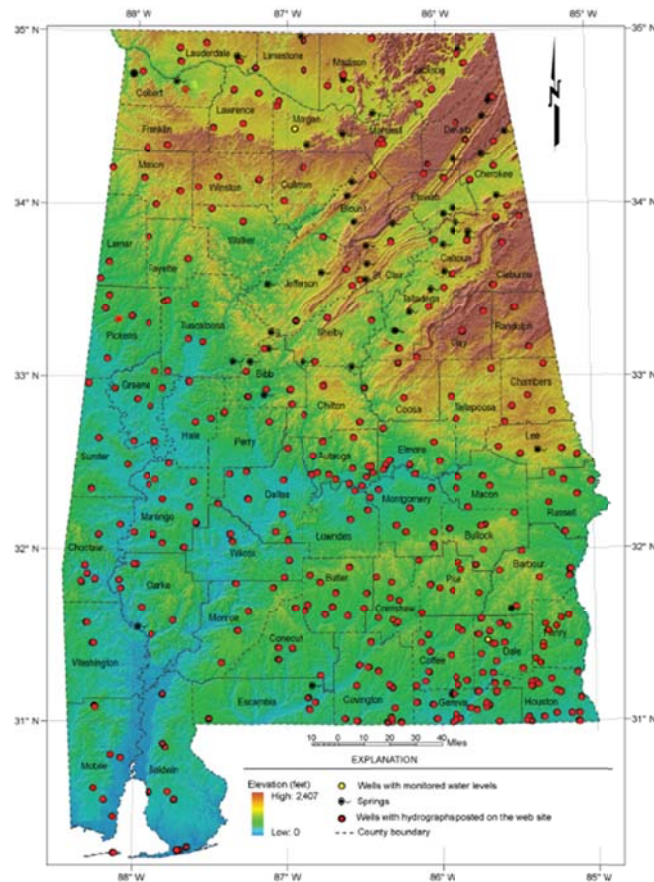 88° W 87° W 86° W 85° W
35° N 35° N
Lauderdale Limestone Madison Jackson
Colbert
Lawrence Morgan Marshall DeKalb
Franklin
Marion Winston Cullman Cherokee
34° N 34° N
Blount Etowah
Walker
Lamar Fayette Calhoun
Jefferson St. Clair Cleburne
Talladega
Pickens Tuscaloosa Shelby Clay Randolph
33° N 33° N
Bibb
Greene Chilton Coosa Tallapoosa Chambers
Hale Perry Lee
Sumter Autauga Elmore
Dallas Montgomery Macon
Marengo Lowndes Russell
Bullock
32° N 32° N
Choctaw Wilcox Barbour
Clarke Butler Pike
Monroe Crenshaw
Conecuh Henry
Washington Coffee Dale
Escambia Covington Geneva Houston
31° N 31° N
10 0 10 20 30 40
Miles
Mobile Baldwin
EXPLANATION
Elevation (feet)
High: 2,407
Low: 0
Wells with monitored water levels
Springs
Wells with hydrographsposted on the web site
County boundary
88° W 87° W 86° W 85° W
N